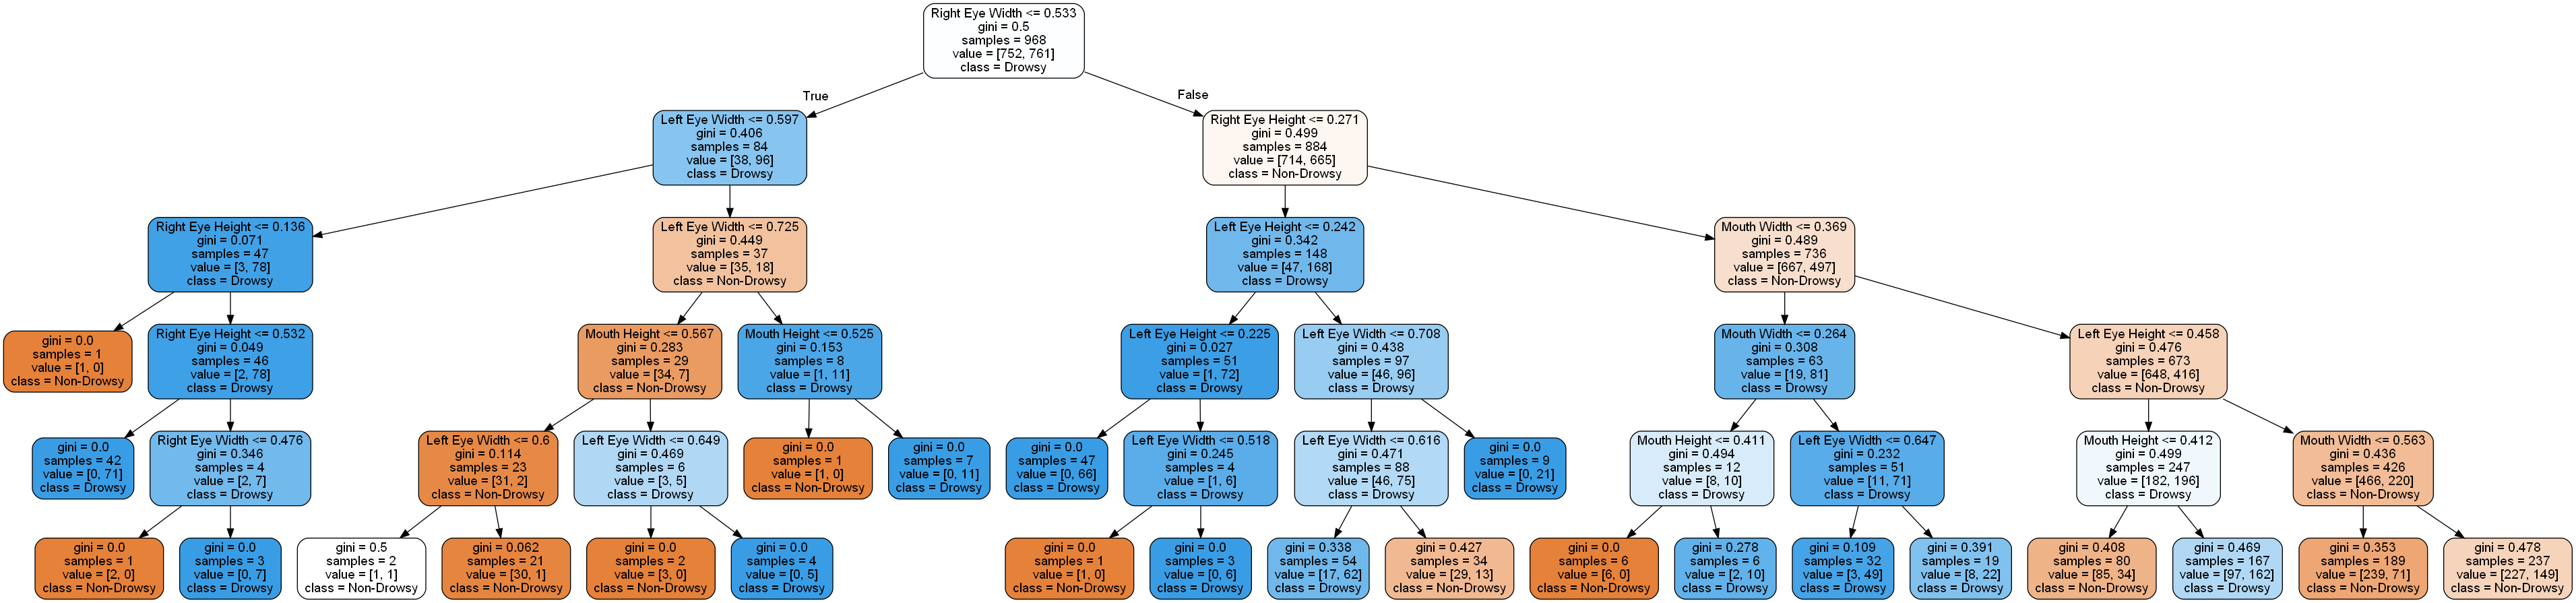 Right Eye Width <= 0.533
gini = 0.5
samples = 968
value = [752, 761]
class = Drowsy
True
False
Left Eye Width <= 0.597
gini = 0.406
samples = 84
value = [38, 96]
class = Drowsy
Right Eye Height <= 0.271
gini = 0.499
samples = 884
value = [714, 665]
class = Non-Drowsy
Right Eye Height <= 0.136
gini = 0.071
samples = 47
value = [3, 78]
class = Drowsy
Left Eye Width <= 0.725
gini = 0.449
samples = 37
value = [35, 18]
class = Non-Drowsy
Left Eye Height <= 0.242
gini = 0.342
samples = 148
value = [47, 168]
class = Drowsy
Mouth Width <= 0.369
gini = 0.489
samples = 736
value = [667, 497]
class = Non-Drowsy
gini = 0.0
samples = 1
value = [1, 0]
class = Non-Drowsy
Right Eye Height <= 0.532
gini = 0.049
samples = 46
value = [2, 78]
class = Drowsy
Mouth Height <= 0.567
gini = 0.283
samples = 29
value = [34, 7]
class = Non-Drowsy
Mouth Height <= 0.525
gini = 0.153
samples = 8
value = [1, 11]
class = Drowsy
Left Eye Height <= 0.225
gini = 0.027
samples = 51
value = [1, 72]
class = Drowsy
Left Eye Width <= 0.708
gini = 0.438
samples = 97
value = [46, 96]
class = Drowsy
Mouth Width <= 0.264
gini = 0.308
samples = 63
value = [19, 81]
class = Drowsy
Left Eye Height <= 0.458
gini = 0.476
samples = 673
value = [648, 416]
class = Non-Drowsy
gini = 0.0
samples = 42
value = [0, 71]
class = Drowsy
Right Eye Width <= 0.476
gini = 0.346
samples = 4
value = [2, 7]
class = Drowsy
Left Eye Width <= 0.6
gini = 0.114
samples = 23
value = [31, 2]
class = Non-Drowsy
Left Eye Width <= 0.649
gini = 0.469
samples = 6
value = [3, 5]
class = Drowsy
gini = 0.0
samples = 1
value = [1, 0]
class = Non-Drowsy
gini = 0.0
samples = 7
value = [0, 11]
class = Drowsy
gini = 0.0
samples = 47
value = [0, 66]
class = Drowsy
Left Eye Width <= 0.518
gini = 0.245
samples = 4
value = [1, 6]
class = Drowsy
Left Eye Width <= 0.616
gini = 0.471
samples = 88
value = [46, 75]
class = Drowsy
gini = 0.0
samples = 9
value = [0, 21]
class = Drowsy
Mouth Height <= 0.411
gini = 0.494
samples = 12
value = [8, 10]
class = Drowsy
Left Eye Width <= 0.647
gini = 0.232
samples = 51
value = [11, 71]
class = Drowsy
Mouth Height <= 0.412
gini = 0.499
samples = 247
value = [182, 196]
class = Drowsy
Mouth Width <= 0.563
gini = 0.436
samples = 426
value = [466, 220]
class = Non-Drowsy
gini = 0.0
samples = 1
value = [2, 0]
class = Non-Drowsy
gini = 0.0
samples = 3
value = [0, 7]
class = Drowsy
gini = 0.5
samples = 2
value = [1, 1]
class = Non-Drowsy
gini = 0.062
samples = 21
value = [30, 1]
class = Non-Drowsy
gini = 0.0
samples = 2
value = [3, 0]
class = Non-Drowsy
gini = 0.0
samples = 4
value = [0, 5]
class = Drowsy
gini = 0.0
samples = 1
value = [1, 0]
class = Non-Drowsy
gini = 0.0
samples = 3
value = [0, 6]
class = Drowsy
gini = 0.338
samples = 54
value = [17, 62]
class = Drowsy
gini = 0.427
samples = 34
value = [29, 13]
class = Non-Drowsy
gini = 0.0
samples = 6
value = [6, 0]
class = Non-Drowsy
gini = 0.278
samples = 6
value = [2, 10]
class = Drowsy
gini = 0.109
samples = 32
value = [3, 49]
class = Drowsy
gini = 0.391
samples = 19
value = [8, 22]
class = Drowsy
gini = 0.408
samples = 80
value = [85, 34]
class = Non-Drowsy
gini = 0.469
samples = 167
value = [97, 162]
class = Drowsy
gini = 0.353
samples = 189
value = [239, 71]
class = Non-Drowsy
gini = 0.478
samples = 237
value = [227, 149]
class = Non-Drowsy